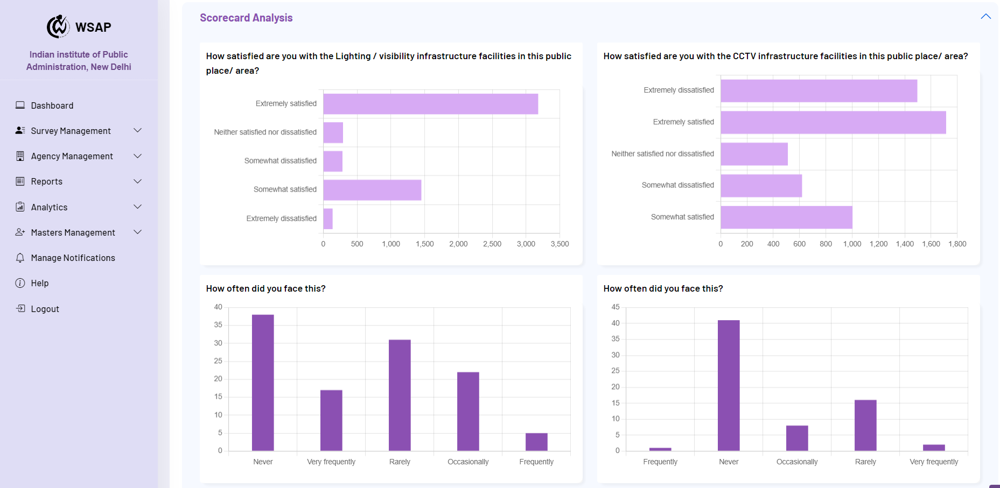 WSAP
Indian institute of Public
Administration, New Delhi
Dashboard
Survey Management
Agency Management
Reports
Analytics
Masters Management
Manage Notifications
Help
Logout
Scorecard Analysis
How satisfied are you with the Lighting / visibility infrastructure facilities in this public
place/ area?
Extremely satisfied
Neither satisfied nor dissatisfied
Somewhat dissatisfied
Somewhat satisfied
Extremely dissatisfied
0 500 1,000 1,500 2,000 2,500 3,000 3,500
How satisfied are you with the CCTV infrastructure facilities in this public place/ area?
Extremely dissatisfied
Extremely satisfied
Neither satisfied nor dissatisfied
Somewhat dissatisfied
Somewhat satisfied
0 200 400 600 800 1,000 1,200 1,400 1,600 1,800
How often did you face this?
40
35
30
25
20
15
10
5
0
Never Very frequently Rarely Occasionally Frequently
How often did you face this?
45
40
35
30
25
20
15
10
5
0
Frequently Never Occasionally Rarely Very frequently